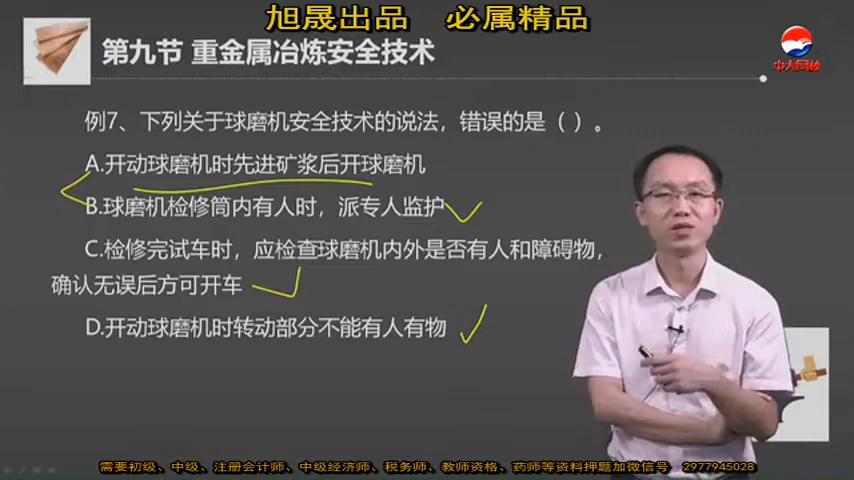 旭晟出品 必属精品
第九节 重金属冶炼安全技术
中大网校
例7、下列关于球磨机安全技术的说法，错误的是（ ）。
A.开动球磨机时先进矿浆后开球磨机
B.球磨机检修筒内有人时，派专人监护
C.检修完试车时，应检查球磨机内外是否有人和障碍物，
确认无误后方可开车
D.开动球磨机时转动部分不能有人有物
需要初级、中级、注册会计师、中级经济师、税务师、教师资格、药师等资料押题加微信号 2977945028